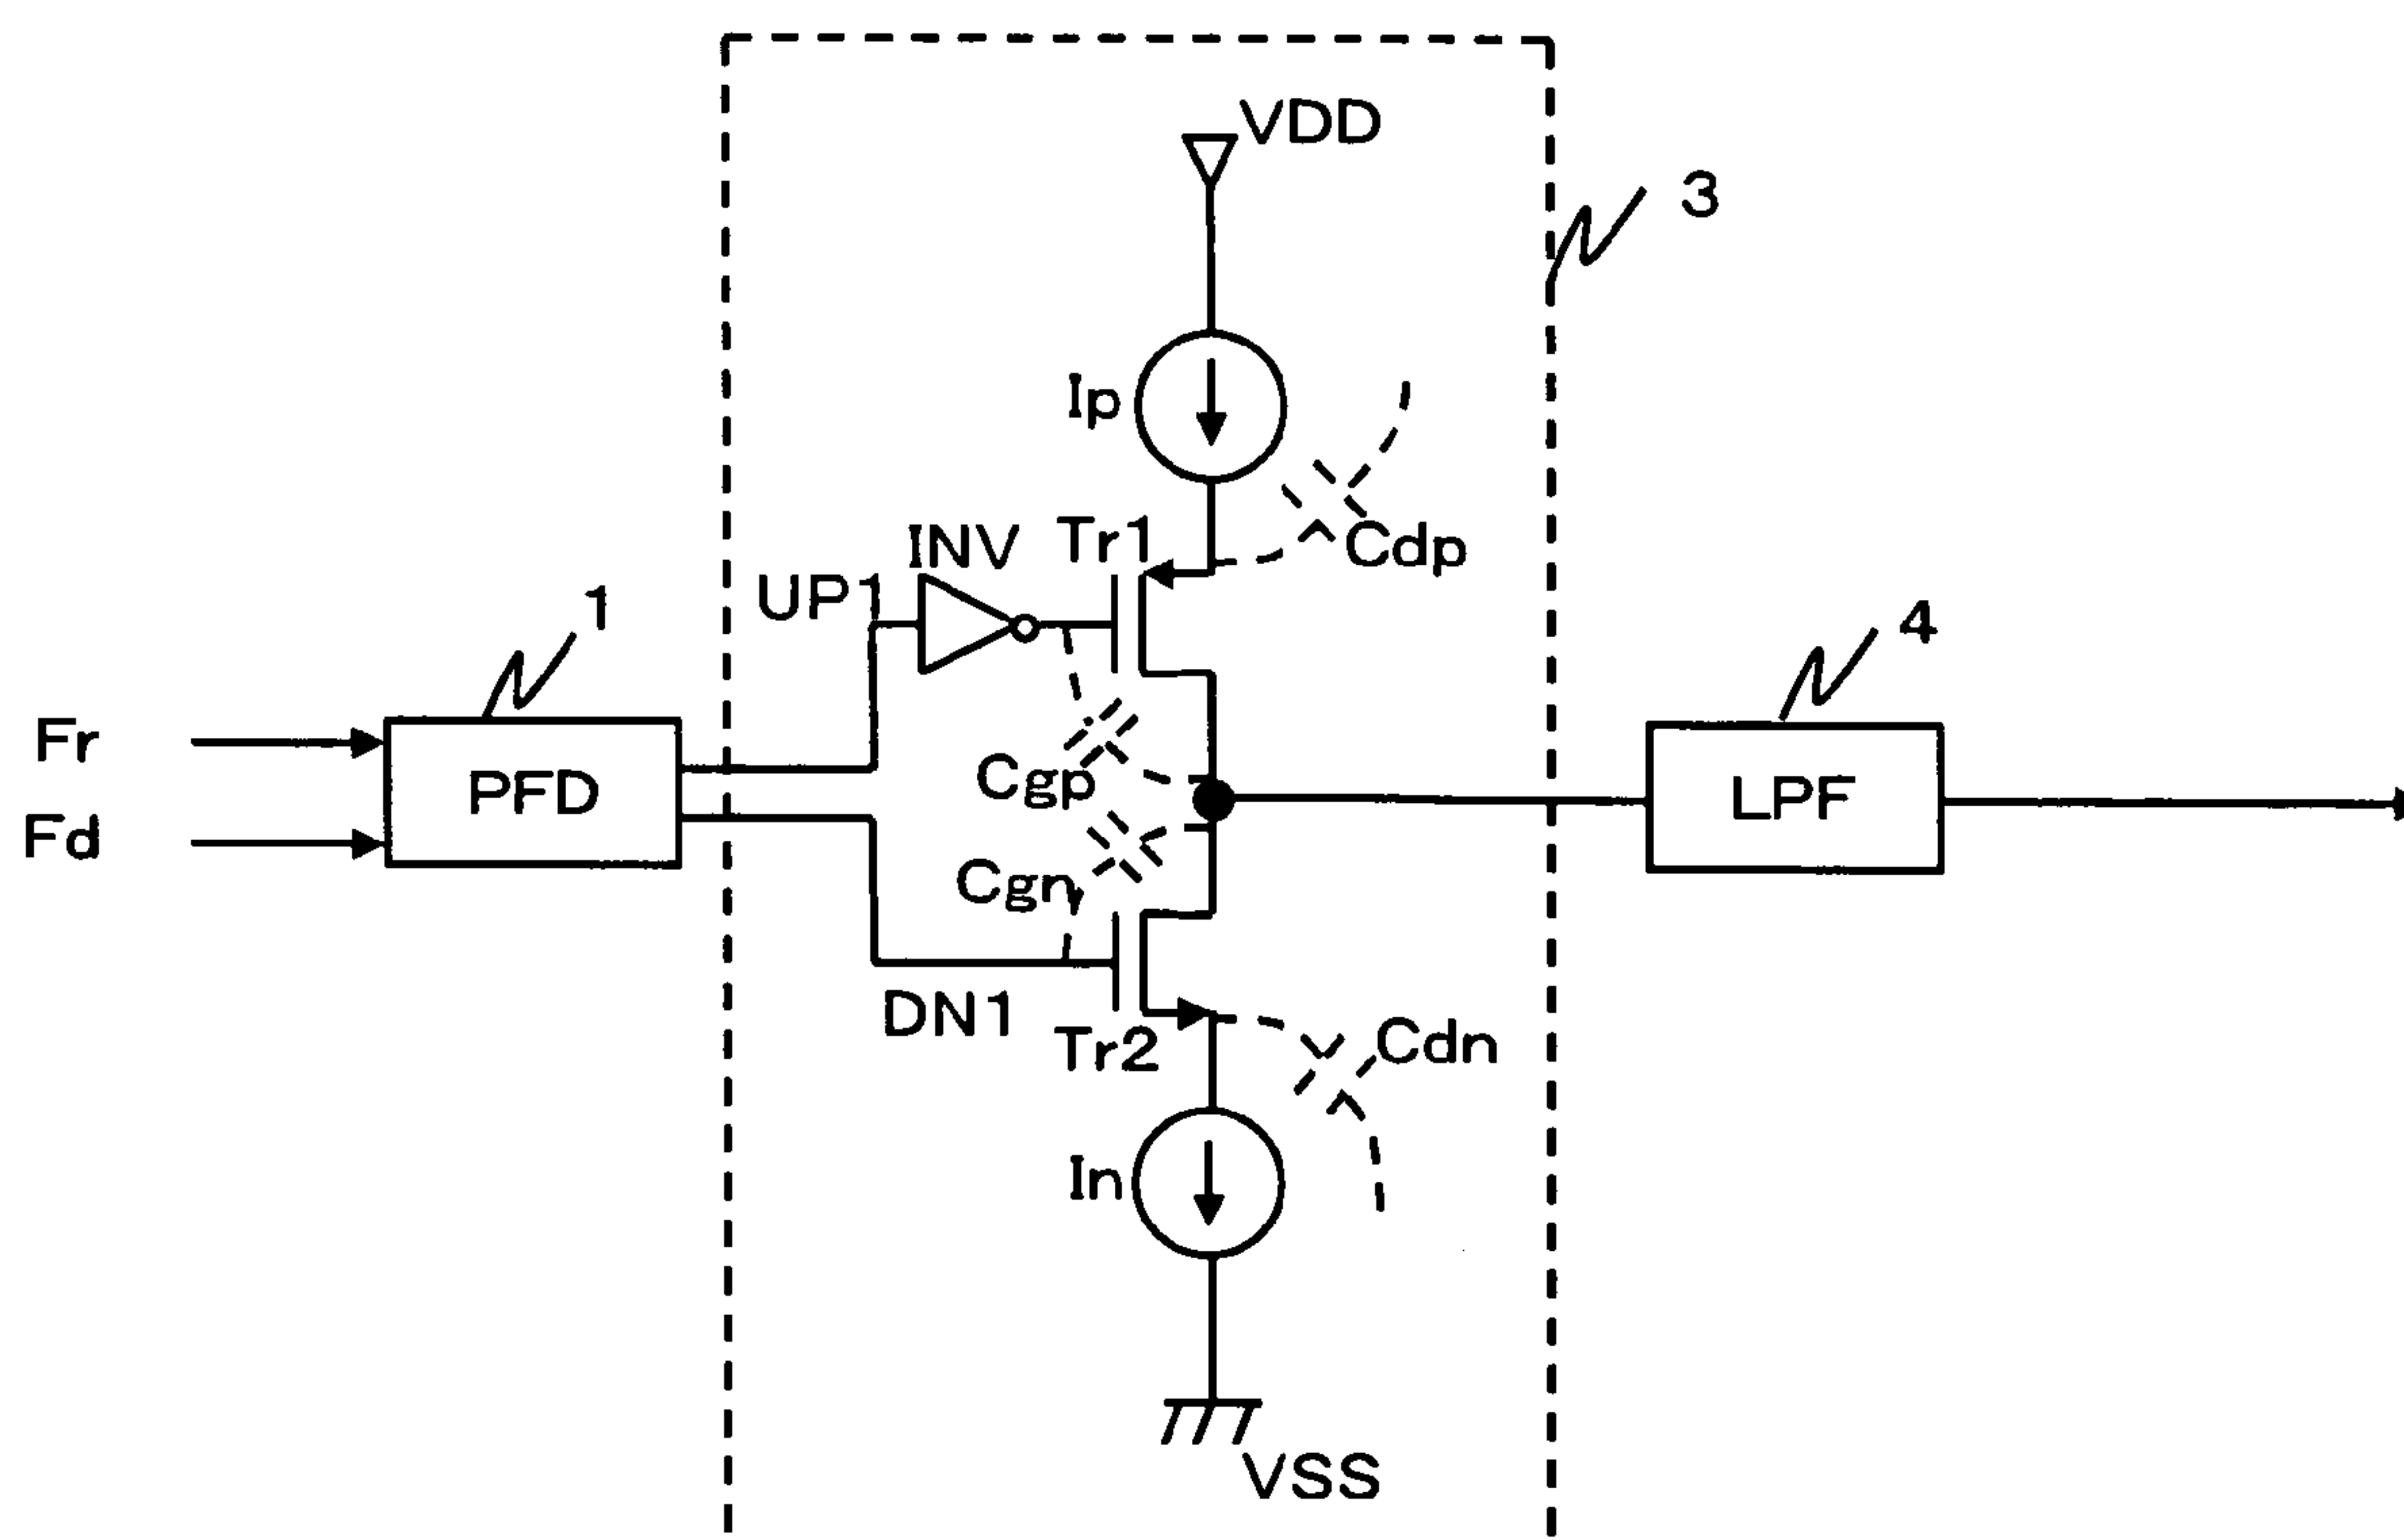 VDD
3
Ip
INV
Tr1
Cdp
UP1
1
4
Fr
PFD
Cgp
LPF
Fd
Cgn
DN1
Tr2
Cdn
In
VSS